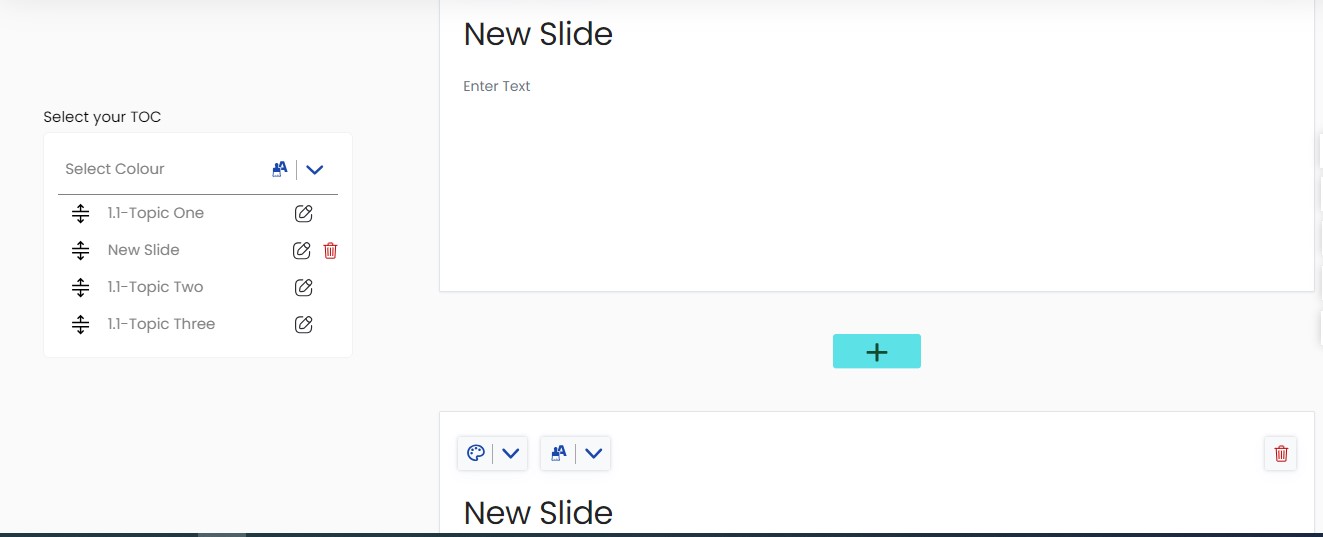 New Slide
Enter Text
Select your TOC
Select Colour
1.1-Topic One
New Slide
1.1-Topic Two
1.1-Topic Three
New Slide